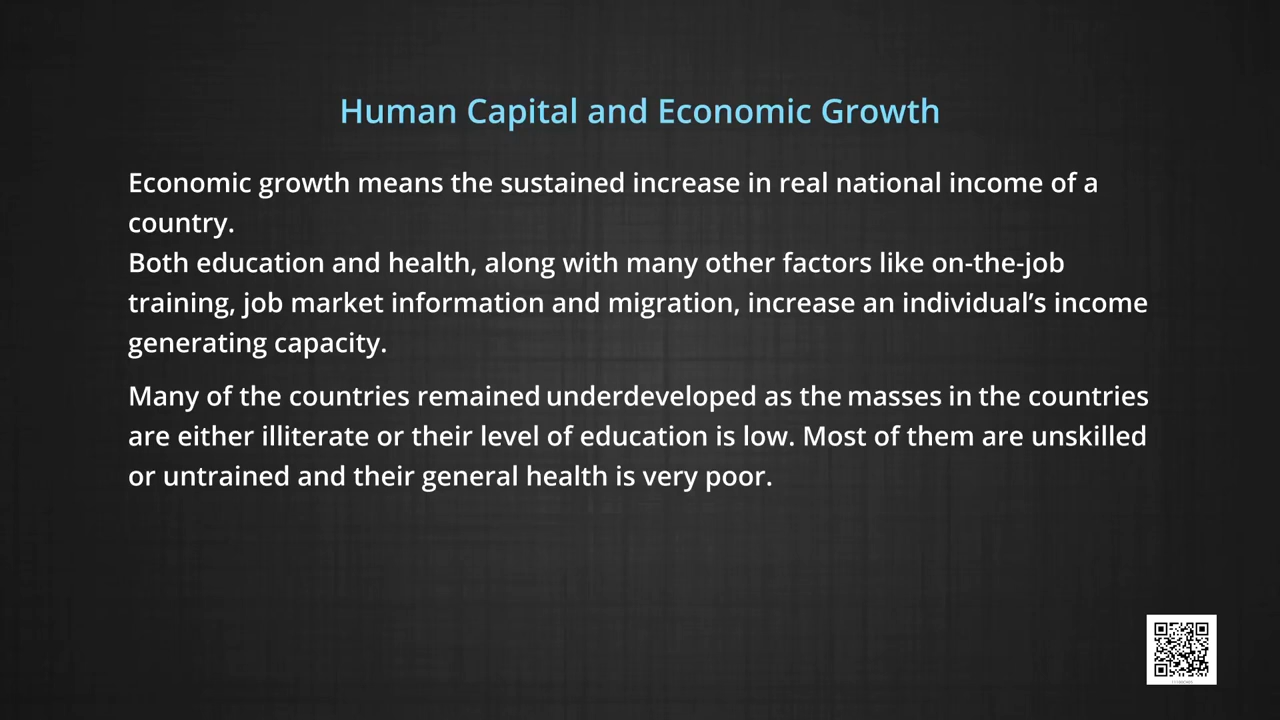 Human Capital and Economic Growth
Economic growth means the sustained increase in real national income of a
country.
Both education and health, along with many other factors like on-the-job
training, job market information and migration, increase an individual’s income
generating capacity.
Many of the countries remained underdeveloped as the masses in the countries
are either illiterate or their level of education is low. Most of them are unskilled
or untrained and their general health is very poor.